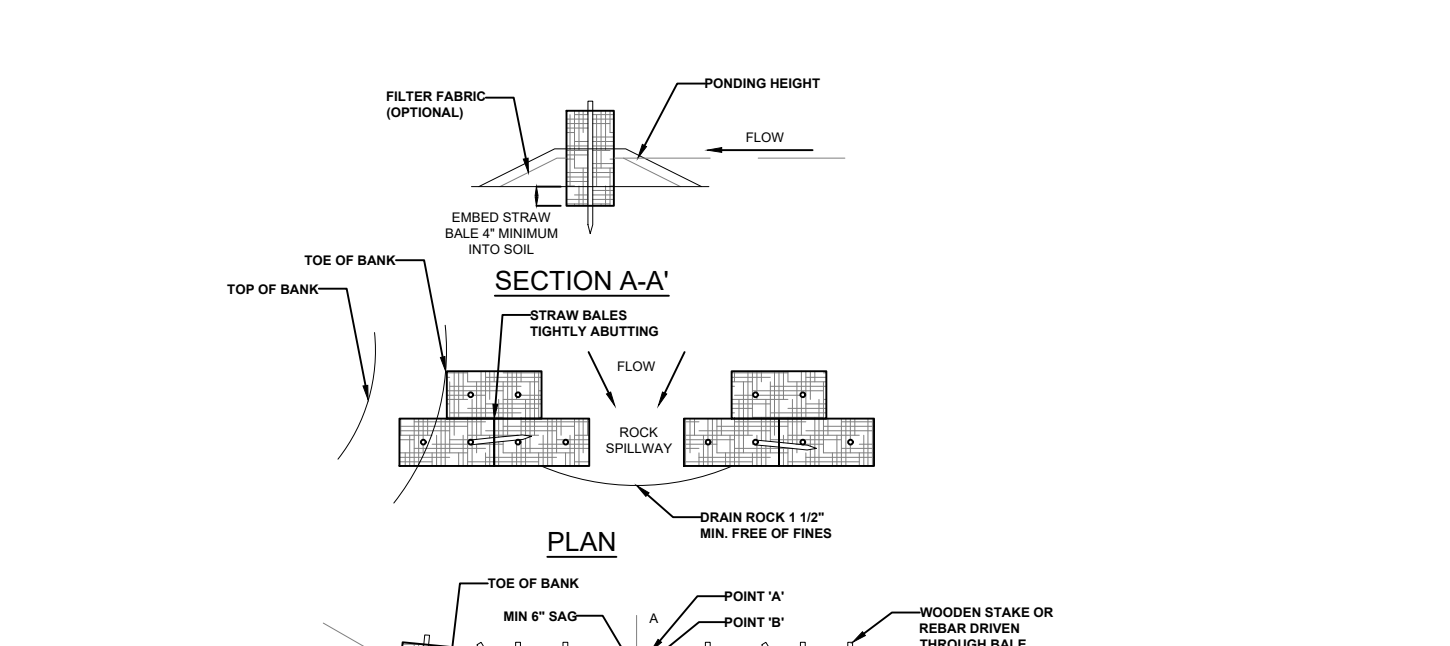 FILTER FABRIC
(OPTIONAL)
PONDING HEIGHT
FLOW
EMBED STRAW
BALE 4" MINIMUM
INTO SOIL
TOE OF BANK
TOP OF BANK
SECTION A-A'
STRAW BALES
TIGHTLY ABUTTING
FLOW
ROCK
SPILLWAY
DRAIN ROCK 1 1/2"
MIN. FREE OF FINES
PLAN
TOE OF BANK
MIN 6" SAG
A
POINT 'A'
POINT 'B'
WOODEN STAKE OR
REBAR DRIVEN
THROUGH BALE